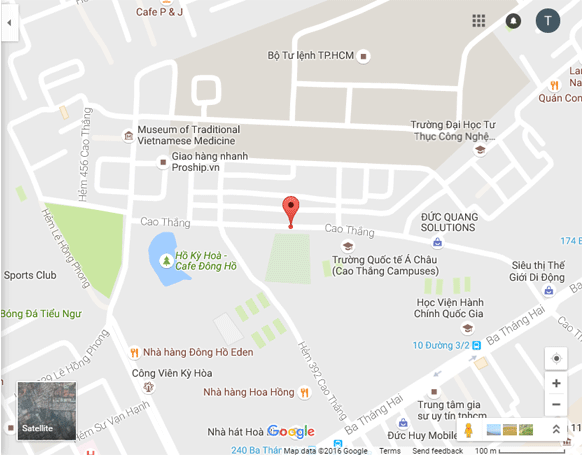 Cafe P & J
T
Bộ Tư lệnh TP.HCM
Quán Con
Trường Đại Học Tư
Thục Công Nghệ...
Museum of Traditional
Vietnamese Medicine
Giao hàng nhanh
Proship.vn
Hẻm 456 Cao Thắng
Cao Thắng
Cao Thắng
ĐỨC QUANG
SOLUTIONS
Hẻm Lê Hồng Phong
Hồ Kỳ Hoà -
Cafe Đông Hồ
Trường Quốc tế Á Châu
(Cao Thắng Campuses)
174
Siêu thị Thế
Giới Di Động
Sports Club
Học Viện Hành
Chính Quốc Gia
Bóng Đá Tiểu Ngư
Ba Tháng Hai
10 Đường 3/2
Nhà hàng Đông Hồ Eden
Lê Hồng Phong
Hẻm 392 Cao Thắng
Công Viên Kỳ Hòa
Nhà hàng Hoa Hồng
Hẻm Sư Vạn Hạnh
Trung tâm gia
sư uy tín tphcm
Satellite
Nhà hát Hoà
Google
Ba Tháng Hai
Đức Huy Mobile
240 Ba Thá
Map data ©2016 Google Terms Send feedback 100 m